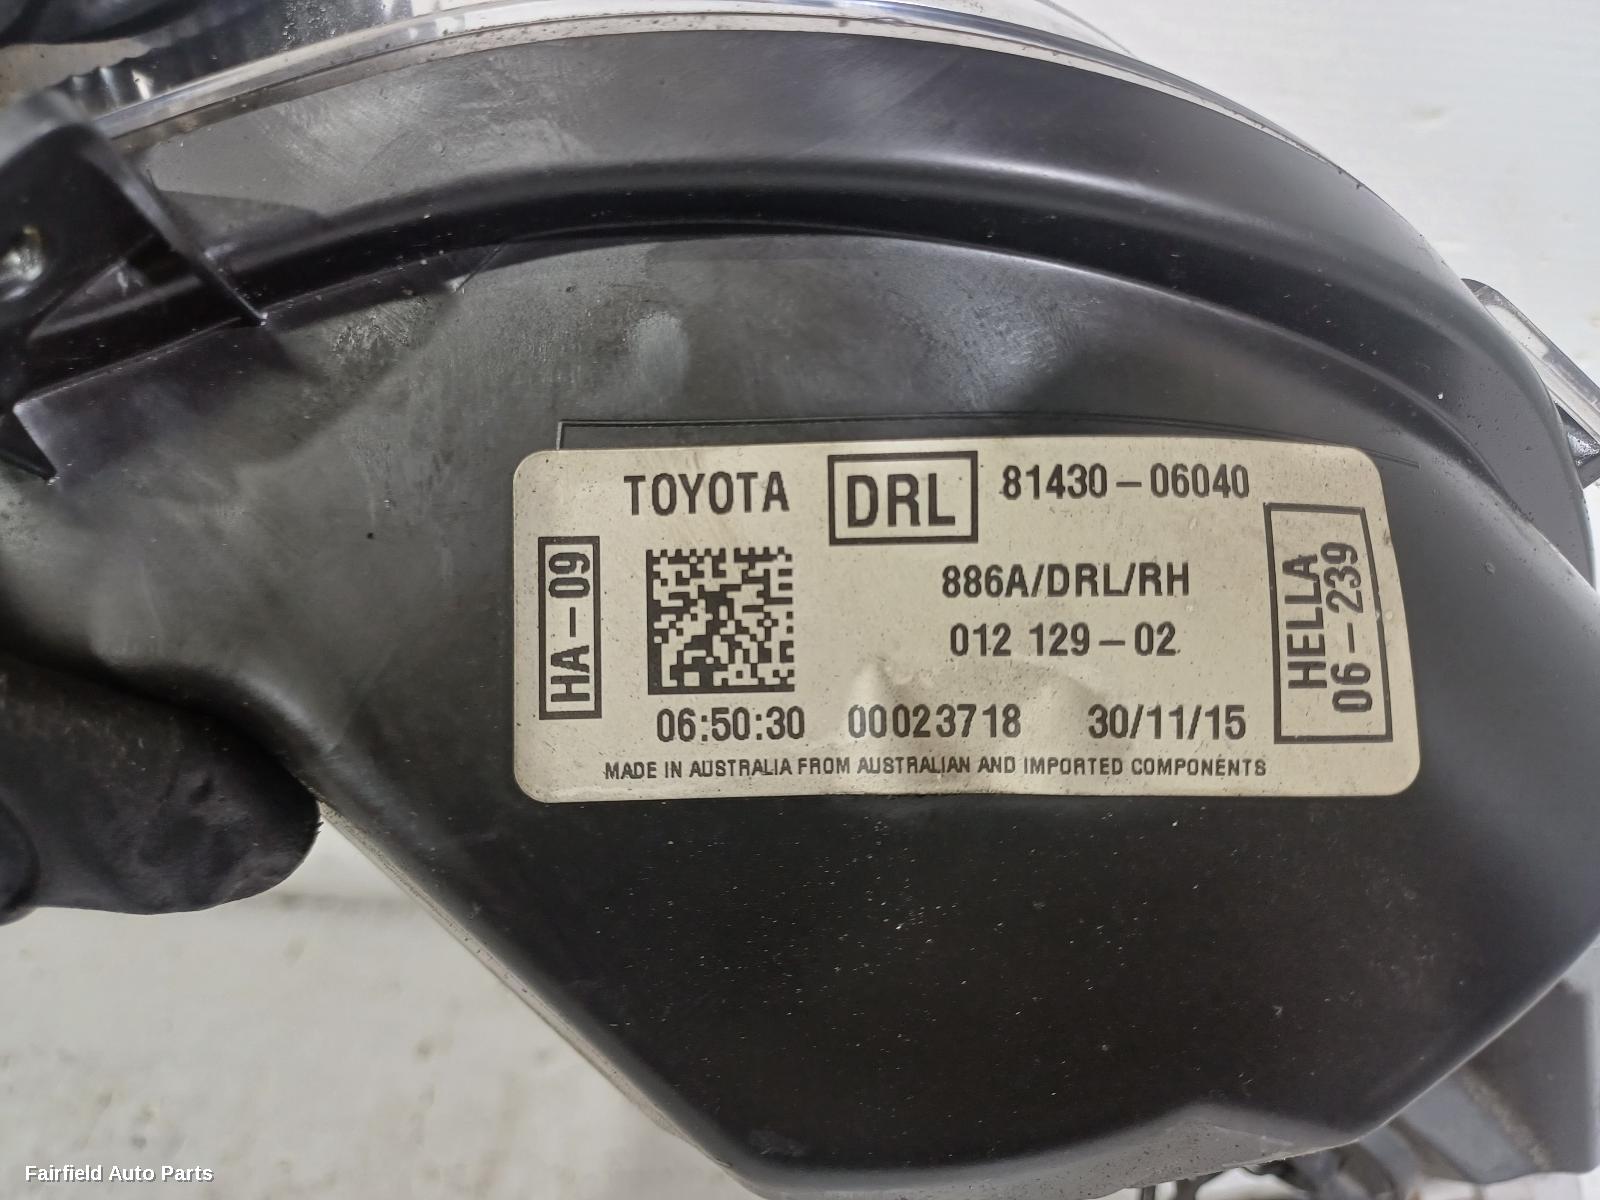 TOYOTA DRL 81430-06040
HA-09
886A/DRL/RH
012 129-02
06:50:30 00023718 30/11/15
HELLA
06-239
MADE IN AUSTRALIA FROM AUSTRALIAN AND IMPORTED COMPONENTS
Fairfield Auto Parts